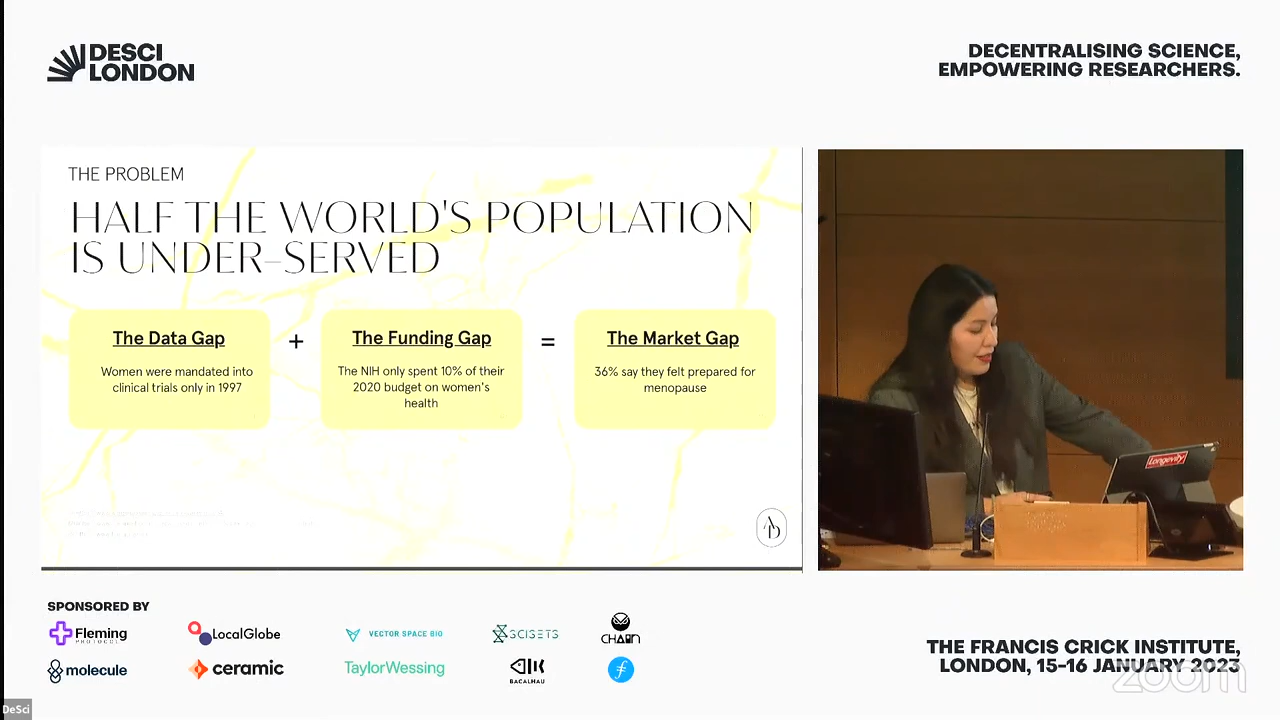 DESCI
LONDON
DECENTRALISING SCIENCE,
EMPOWERING RESEARCHERS.
THE PROBLEM
HALF THE WORLD'S POPULATION
IS UNDER-SERVED
The Data Gap
Women were mandated into
clinical trials only in 1997
+
The Funding Gap
The NIH only spent 10% of their
2020 budget on women's
health
=
The Market Gap
36% say they felt prepared for
menopause
AD
Longevity
SPONSORED BY
Fleming
PROTOCOL
LocalGlobe
VECTOR SPACE BIO
SCISETS
CHAIN
molecule
ceramic
TaylorWessing
BACALHAU
THE FRANCIS CRICK INSTITUTE,
LONDON, 15-16 JANUARY 2023
zoom
DeSci